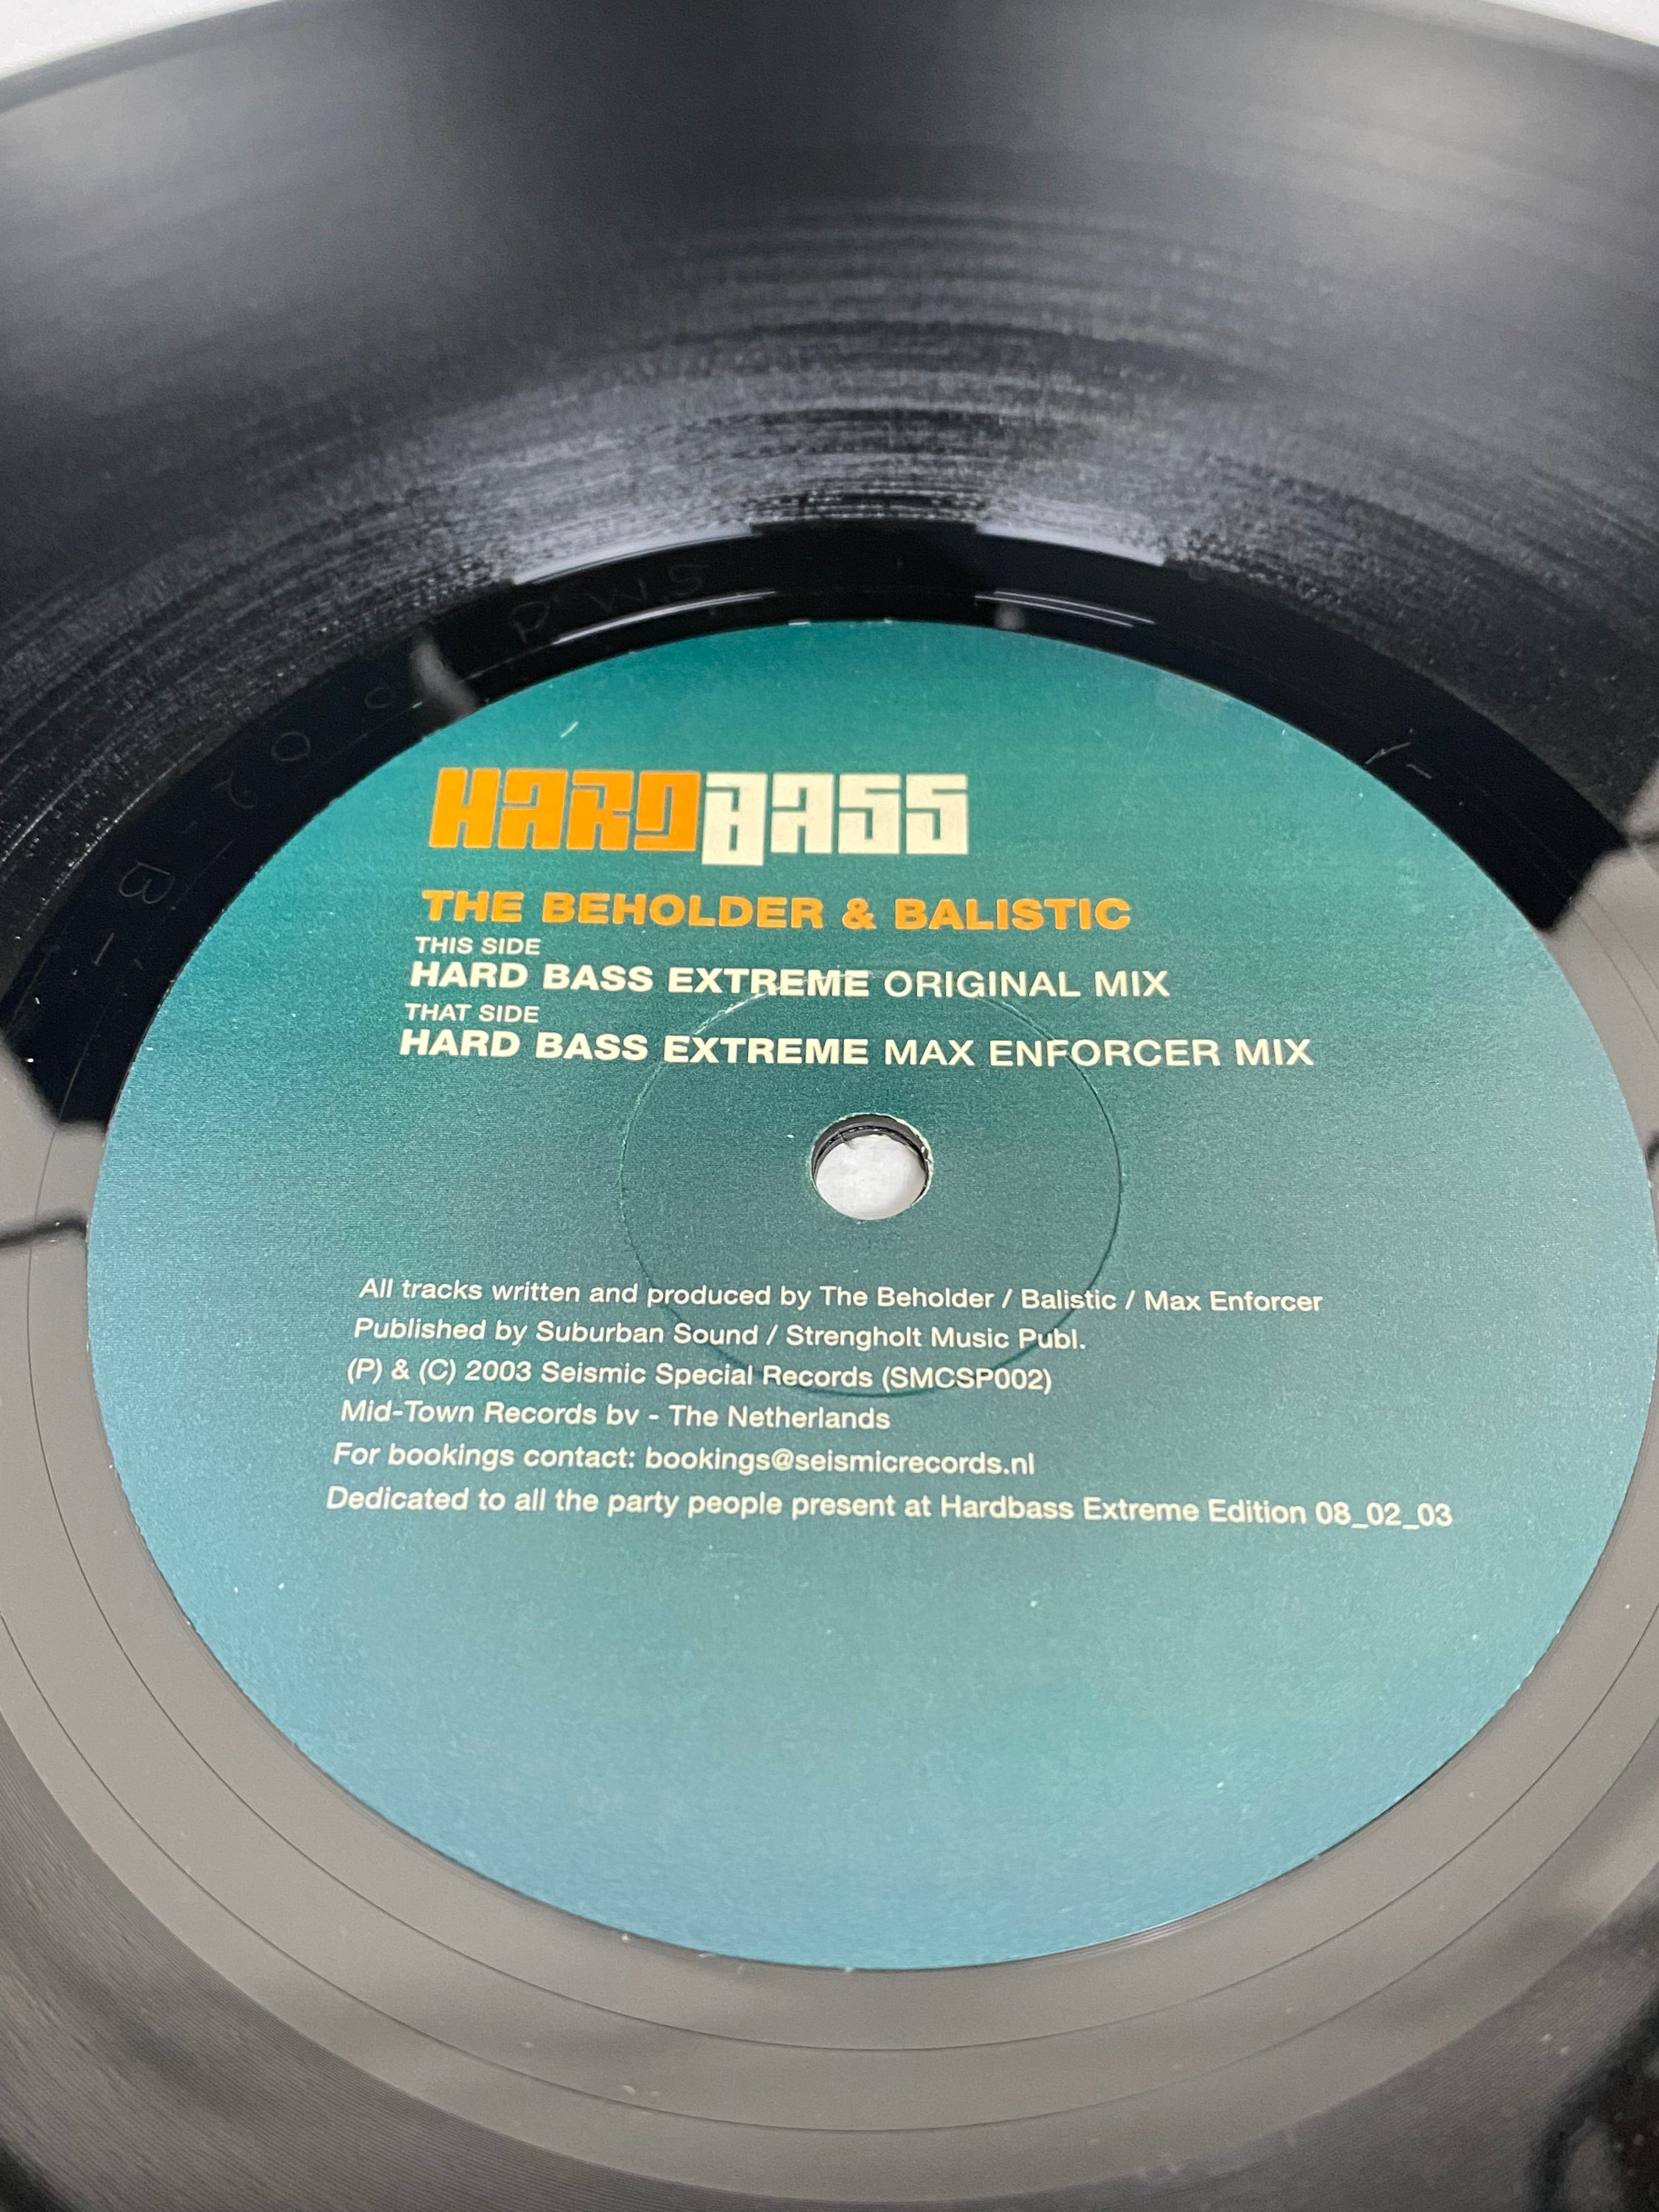 HARDBASS
THE BEHOLDER & BALISTIC
THIS SIDE
HARD BASS EXTREME ORIGINAL MIX
THAT SIDE
HARD BASS EXTREME MAX ENFORCER MIX
All tracks written and produced by The Beholder / Balistic / Max Enforcer
Published by Suburban Sound / Strengholt Music Publ.
(P) & (C) 2003 Seismic Special Records (SMCSP002)
Mid-Town Records bv - The Netherlands
For bookings contact: bookings@seismicrecords.nl
Dedicated to all the party people present at Hardbass Extreme Edition 08_02_03